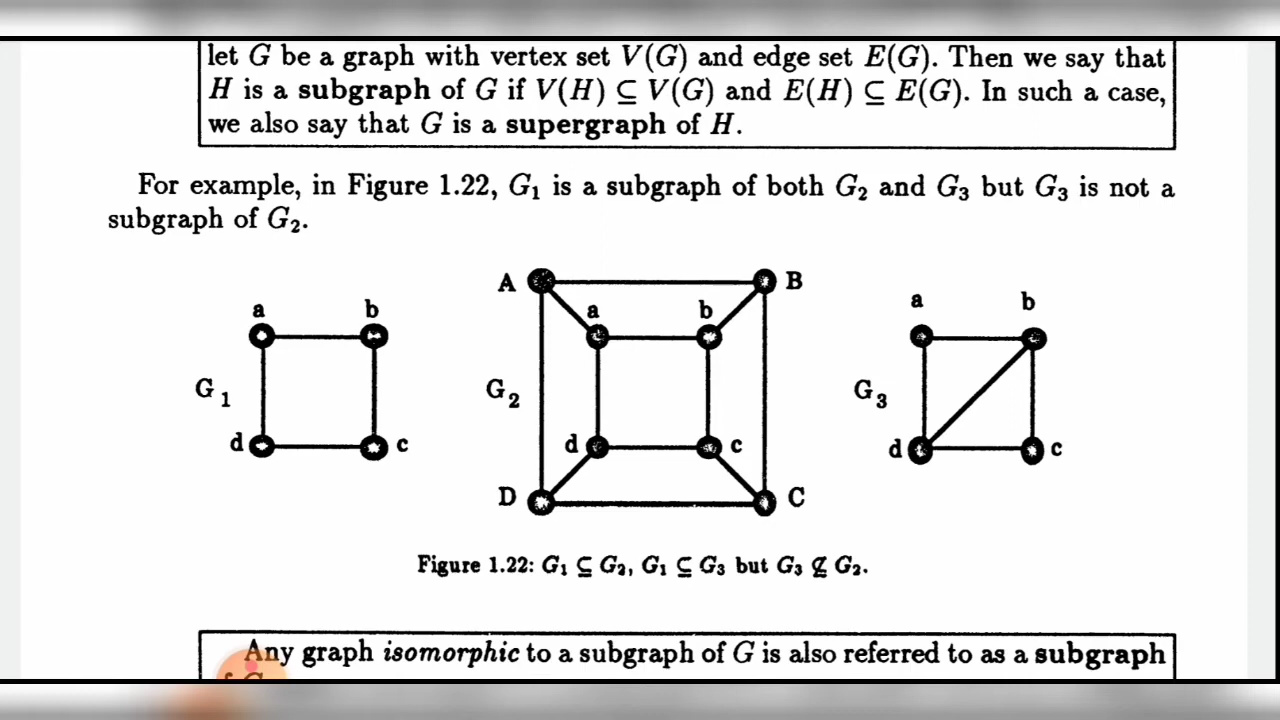 let G be a graph with vertex set V(G) and edge set E(G). Then we say that
H is a subgraph of G if V(H) ⊆ V(G) and E(H) ⊆ E(G). In such a case,
we also say that G is a supergraph of H.
For example, in Figure 1.22, G₁ is a subgraph of both G₂ and G₃ but G₃ is not a
subgraph of G₂.
A B
a b a b a b
G₁ G₂ G₃
d c d c d c
D C
Figure 1.22: G₁ ⊆ G₂, G₁ ⊆ G₃ but G₃ ⊈ G₂.
Any graph isomorphic to a subgraph of G is also referred to as a subgraph